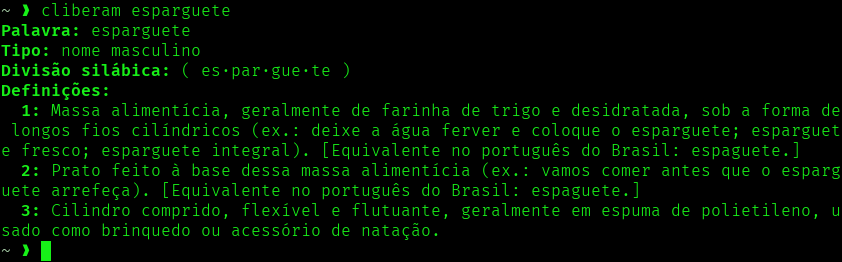 ~ ❱ cliberam esparguete
Palavra: esparguete
Tipo: nome masculino
Divisão silábica: ( es·par·gue·te )
Definições:
  1: Massa alimentícia, geralmente de farinha de trigo e desidratada, sob a forma de
 longos fios cilíndricos (ex.: deixe a água ferver e coloque o esparguete; esparguet
e fresco; esparguete integral). [Equivalente no português do Brasil: espaguete.]
  2: Prato feito à base dessa massa alimentícia (ex.: vamos comer antes que o esparg
uete arrefeça). [Equivalente no português do Brasil: espaguete.]
  3: Cilindro comprido, flexível e flutuante, geralmente em espuma de polietileno, u
sado como brinquedo ou acessório de natação.
~ ❱